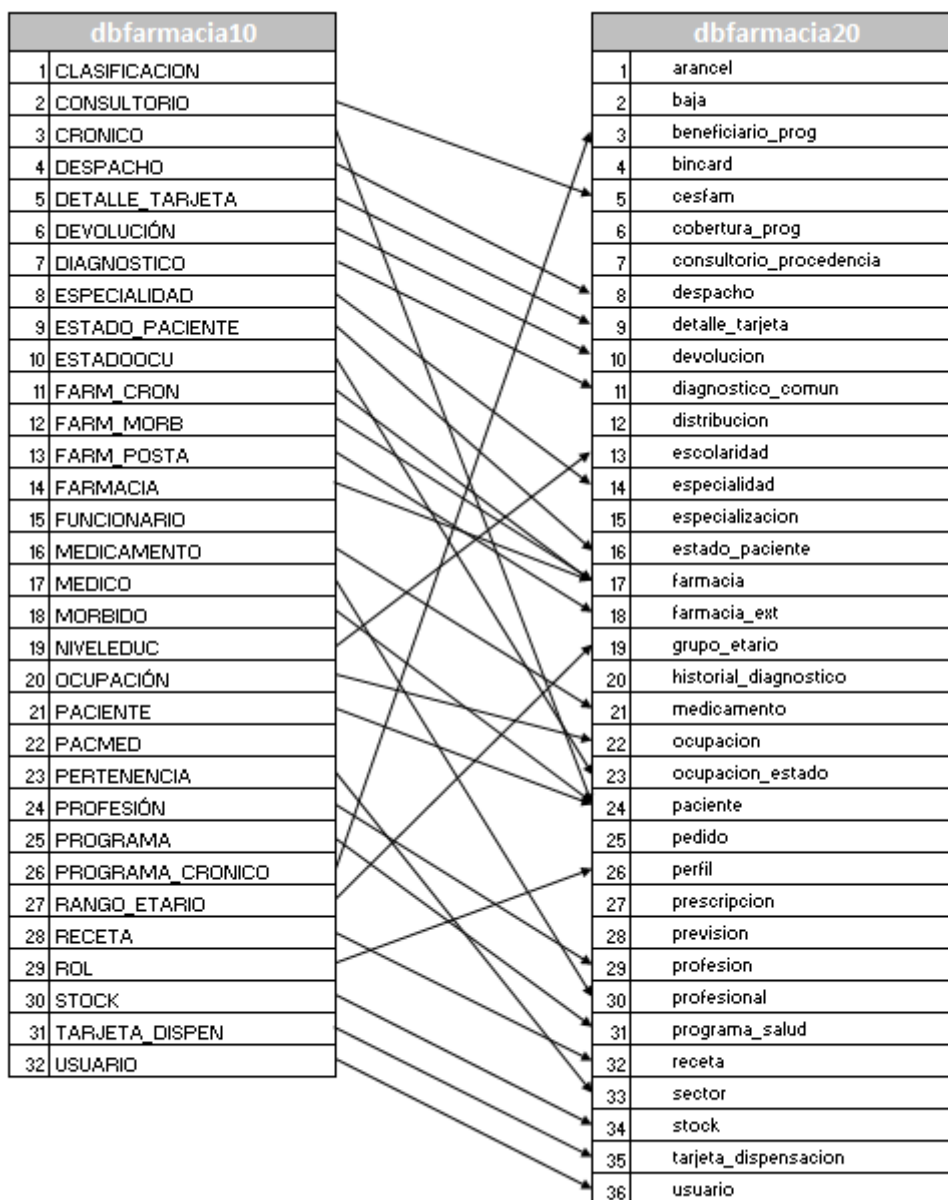 dbfarmacia10
1 CLASIFICACION
2 CONSULTORIO
3 CRONICO
4 DESPACHO
5 DETALLE_TARJETA
6 DEVOLUCIÓN
7 DIAGNOSTICO
8 ESPECIALIDAD
9 ESTADO_PACIENTE
10 ESTADOOCU
11 FARM_CRON
12 FARM_MORB
13 FARM_POSTA
14 FARMACIA
15 FUNCIONARIO
16 MEDICAMENTO
17 MEDICO
18 MORBIDO
19 NIVELEDUC
20 OCUPACIÓN
21 PACIENTE
22 PACMED
23 PERTENENCIA
24 PROFESIÓN
25 PROGRAMA
26 PROGRAMA_CRONICO
27 RANGO_ETARIO
28 RECETA
29 ROL
30 STOCK
31 TARJETA_DISPEN
32 USUARIO
dbfarmacia20
1 arancel
2 baja
3 beneficiario_prog
4 bincard
5 cesfam
6 cobertura_prog
7 consultorio_procedencia
8 despacho
9 detalle_tarjeta
10 devolucion
11 diagnostico_comun
12 distribucion
13 escolaridad
14 especialidad
15 especializacion
16 estado_paciente
17 farmacia
18 farmacia_ext
19 grupo_etario
20 historial_diagnostico
21 medicamento
22 ocupacion
23 ocupacion_estado
24 paciente
25 pedido
26 perfil
27 prescripcion
28 prevision
29 profesion
30 profesional
31 programa_salud
32 receta
33 sector
34 stock
35 tarjeta_dispensacion
36 usuario